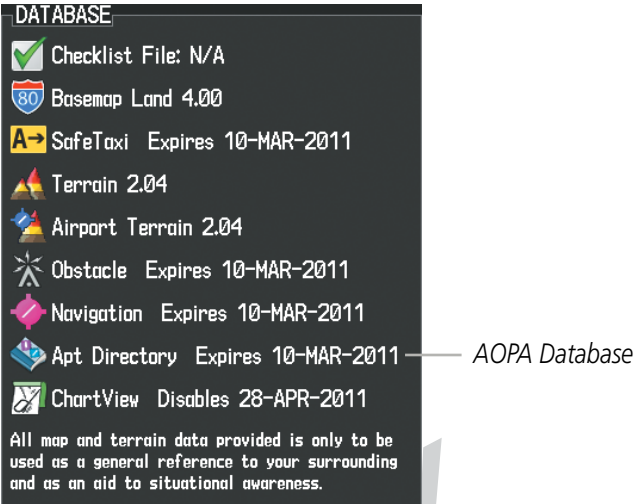 DATABASE
Checklist File: N/A
80 Basemap Land 4.00
A→ SafeTaxi Expires 10-MAR-2011
Terrain 2.04
Airport Terrain 2.04
Obstacle Expires 10-MAR-2011
Navigation Expires 10-MAR-2011
Apt Directory Expires 10-MAR-2011 AOPA Database
ChartView Disables 28-APR-2011
All map and terrain data provided is only to be
used as a general reference to your surrounding
and as an aid to situational awareness.